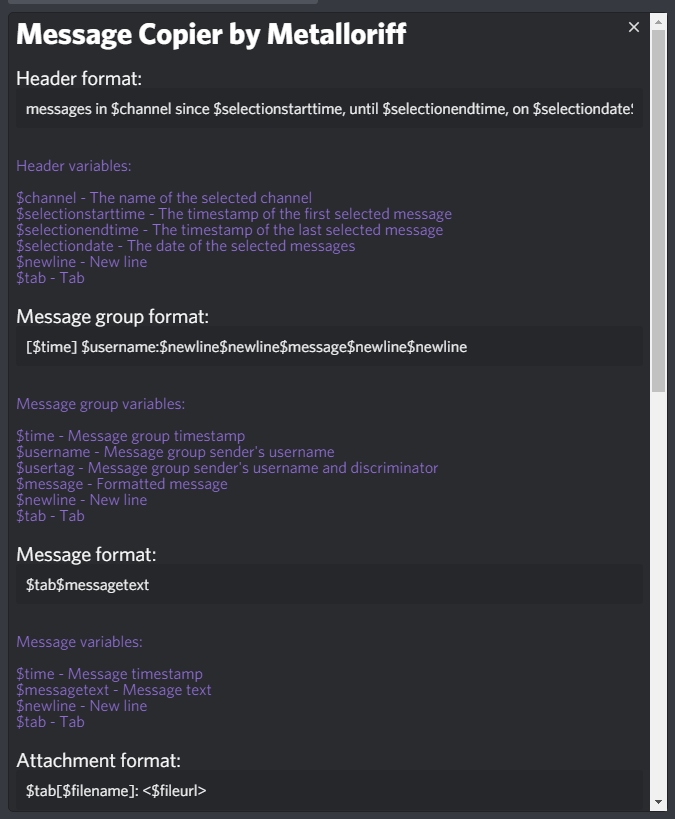 Message Copier by Metalloriff
Header format:
messages in $channel since $selectionstarttime, until $selectionendtime, on $selectiondate
Header variables:
$channel - The name of the selected channel
$selectionstarttime - The timestamp of the first selected message
$selectionendtime - The timestamp of the last selected message
$selectiondate - The date of the selected messages
$newline - New line
$tab - Tab
Message group format:
[$time] $username:$newline$newline$message$newline$newline
Message group variables:
$time - Message group timestamp
$username - Message group sender's username
$usertag - Message group sender's username and discriminator
$message - Formatted message
$newline - New line
$tab - Tab
Message format:
$tab$messagetext
Message variables:
$time - Message timestamp
$messagetext - Message text
$newline - New line
$tab - Tab
Attachment format:
$tab[$filename]: <$fileurl>